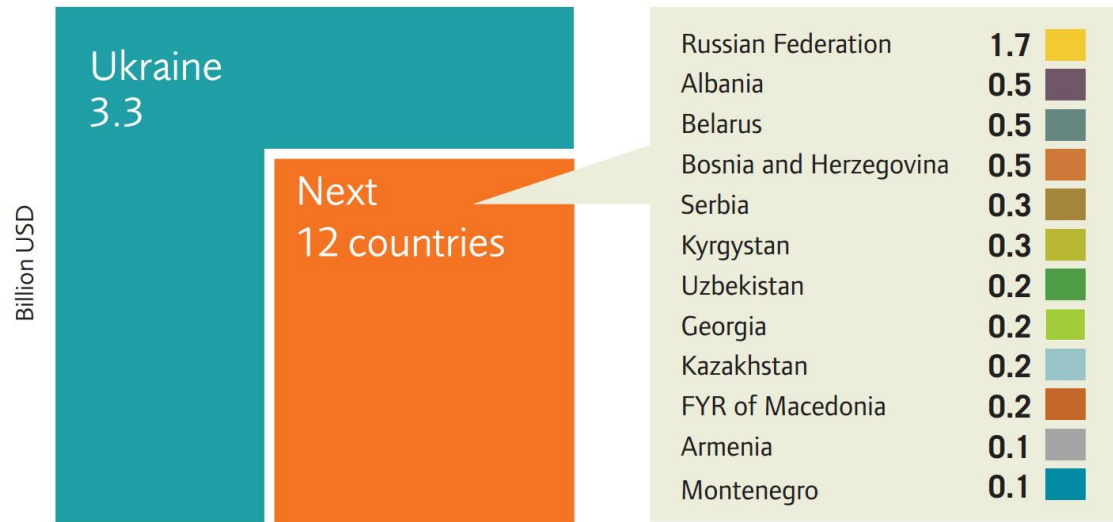 Billion USD
Ukraine
3.3
Next
12 countries
Russian Federation 1.7
Albania 0.5
Belarus 0.5
Bosnia and Herzegovina 0.5
Serbia 0.3
Kyrgystan 0.3
Uzbekistan 0.2
Georgia 0.2
Kazakhstan 0.2
FYR of Macedonia 0.2
Armenia 0.1
Montenegro 0.1